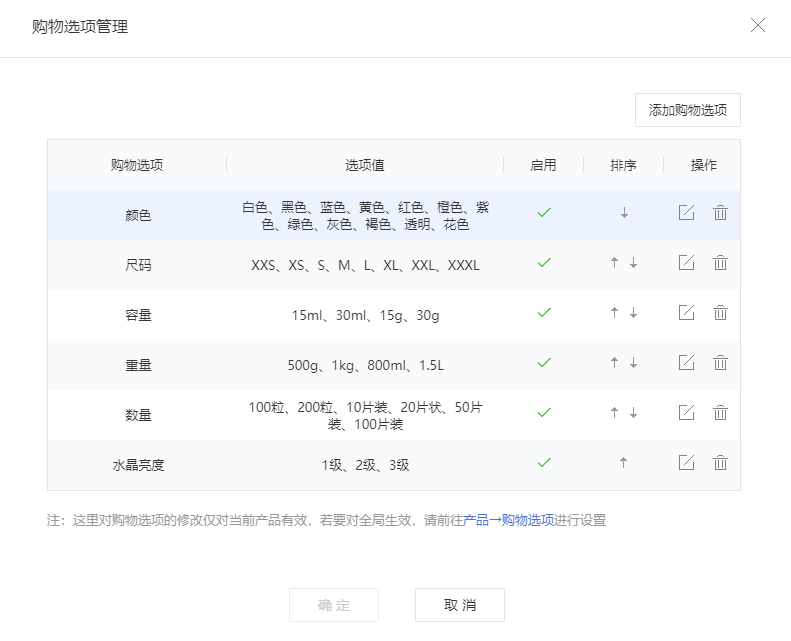 购物选项管理
添加购物选项
购物选项 选项值 启用 排序 操作
颜色 白色、黑色、蓝色、黄色、红色、橙色、紫
色、绿色、灰色、褐色、透明、花色
尺码 XXS、XS、S、M、L、XL、XXL、XXXL
容量 15ml、30ml、15g、30g
重量 500g、1kg、800ml、1.5L
数量 100粒、200粒、10片装、20片状、50片
装、100片装
水晶亮度 1级、2级、3级
注：这里对购物选项的修改仅对当前产品有效，若要对全局生效，请前往产品→购物选项进行设置
确 定 取 消